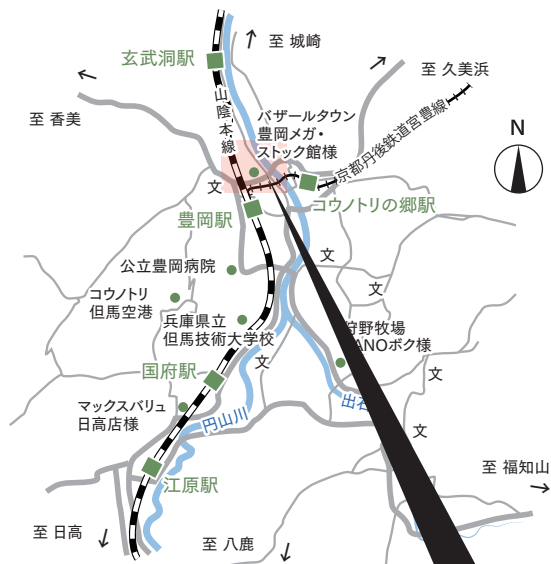 至 城崎
玄武洞駅
至 久美浜
至 香美
山陰本線
バザールタウン
豊岡メガ・
ストック館様
京都丹後鉄道宮豊線
N
文
コウノトリの郷駅
豊岡駅
公立豊岡病院
文
コウノトリ
但馬空港
文
兵庫県立
但馬技術大学校
狩野牧場
ANOボク様
文
国府駅
文
マックスバリュ
日高店様
出石
円山川
文
至 福知山
江原駅
至 日高
至 八鹿